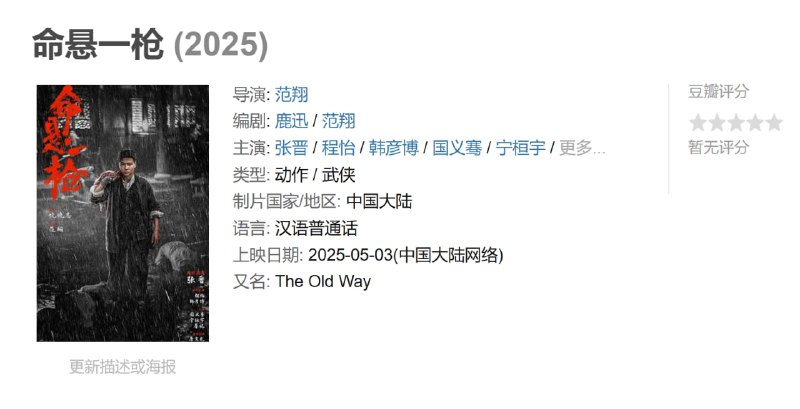 命悬一枪 (2025)
命悬一枪
张晋
导演: 范翔
编剧: 鹿迅 / 范翔
主演: 张晋 / 程怡 / 韩彦博 / 国义骞 / 宁桓宇 / 更多...
类型: 动作 / 武侠
制片国家/地区: 中国大陆
语言: 汉语普通话
上映日期: 2025-05-03(中国大陆网络)
又名: The Old Way
豆瓣评分
暂无评分
更新描述或海报